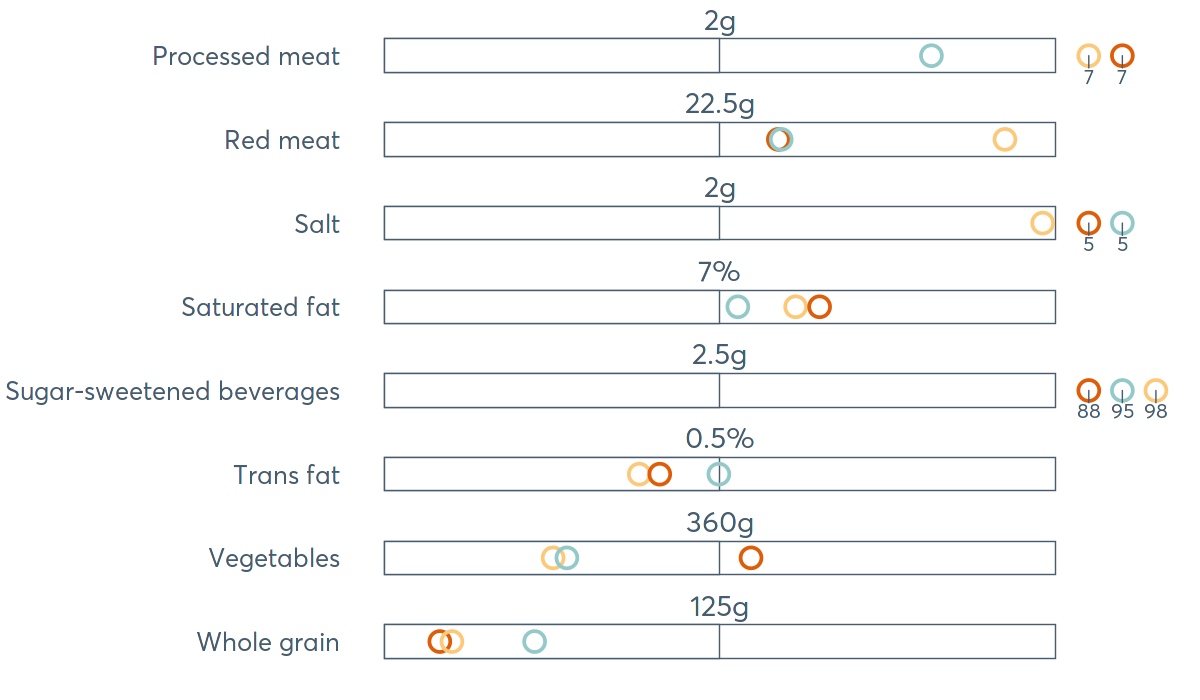 2g
Processed meat
7 7
22.5g
Red meat
2g
Salt
5 5
7%
Saturated fat
2.5g
Sugar-sweetened beverages
88 95 98
0.5%
Trans fat
360g
Vegetables
125g
Whole grain